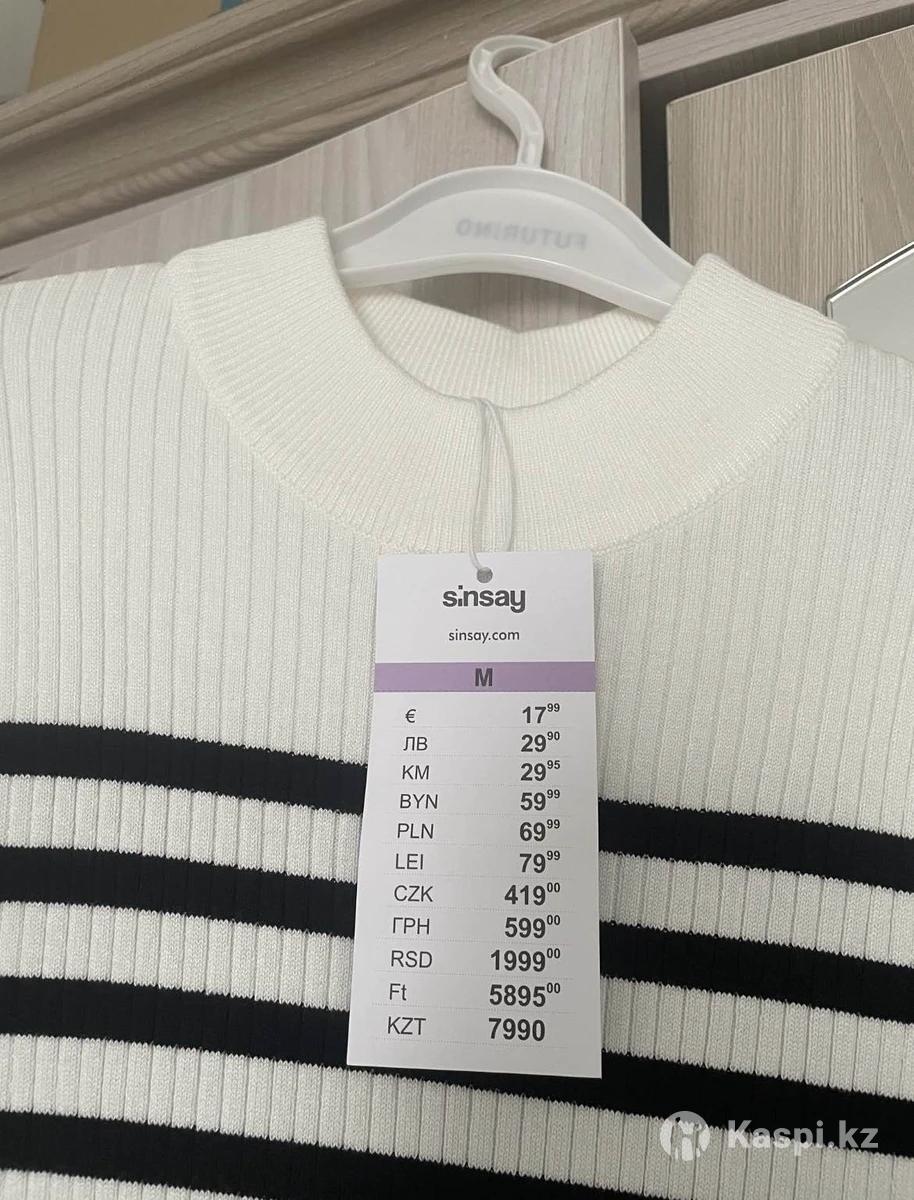 FUTURINO
sinsay
sinsay.com
M
€ 17⁹⁹
ЛВ 29⁹⁰
KM 29⁹⁵
BYN 59⁹⁹
PLN 69⁹⁹
LEI 79⁹⁹
CZK 419⁰⁰
ГРН 599⁰⁰
RSD 1999⁰⁰
Ft 5895⁰⁰
KZT 7990
Kaspi.kz